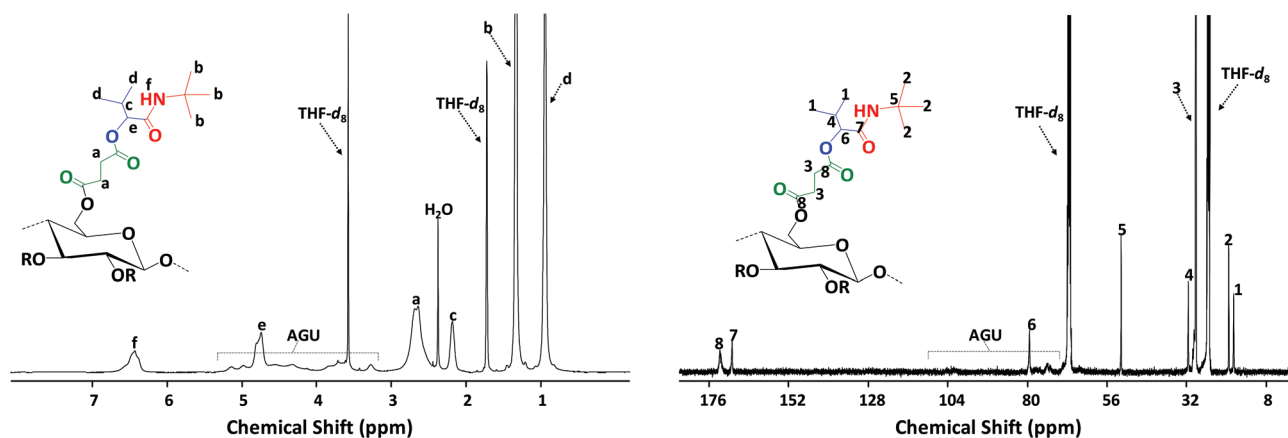 b
d
f
b
d
HN
c
b
e
O
O
a
O
a
O
O
O
O
RO
OR
THF-d8
H2O
THF-d8
b
d
a
c
e
f
AGU
7
6
5
4
3
2
1
Chemical Shift (ppm)
1
1
2
HN
5
2
4
7
2
6
O
O
3
8
O
3
O
8
O
O
O
RO
OR
THF-d8
3
THF-d8
5
2
4
1
6
7
8
AGU
176
152
128
104
80
56
32
8
Chemical Shift (ppm)